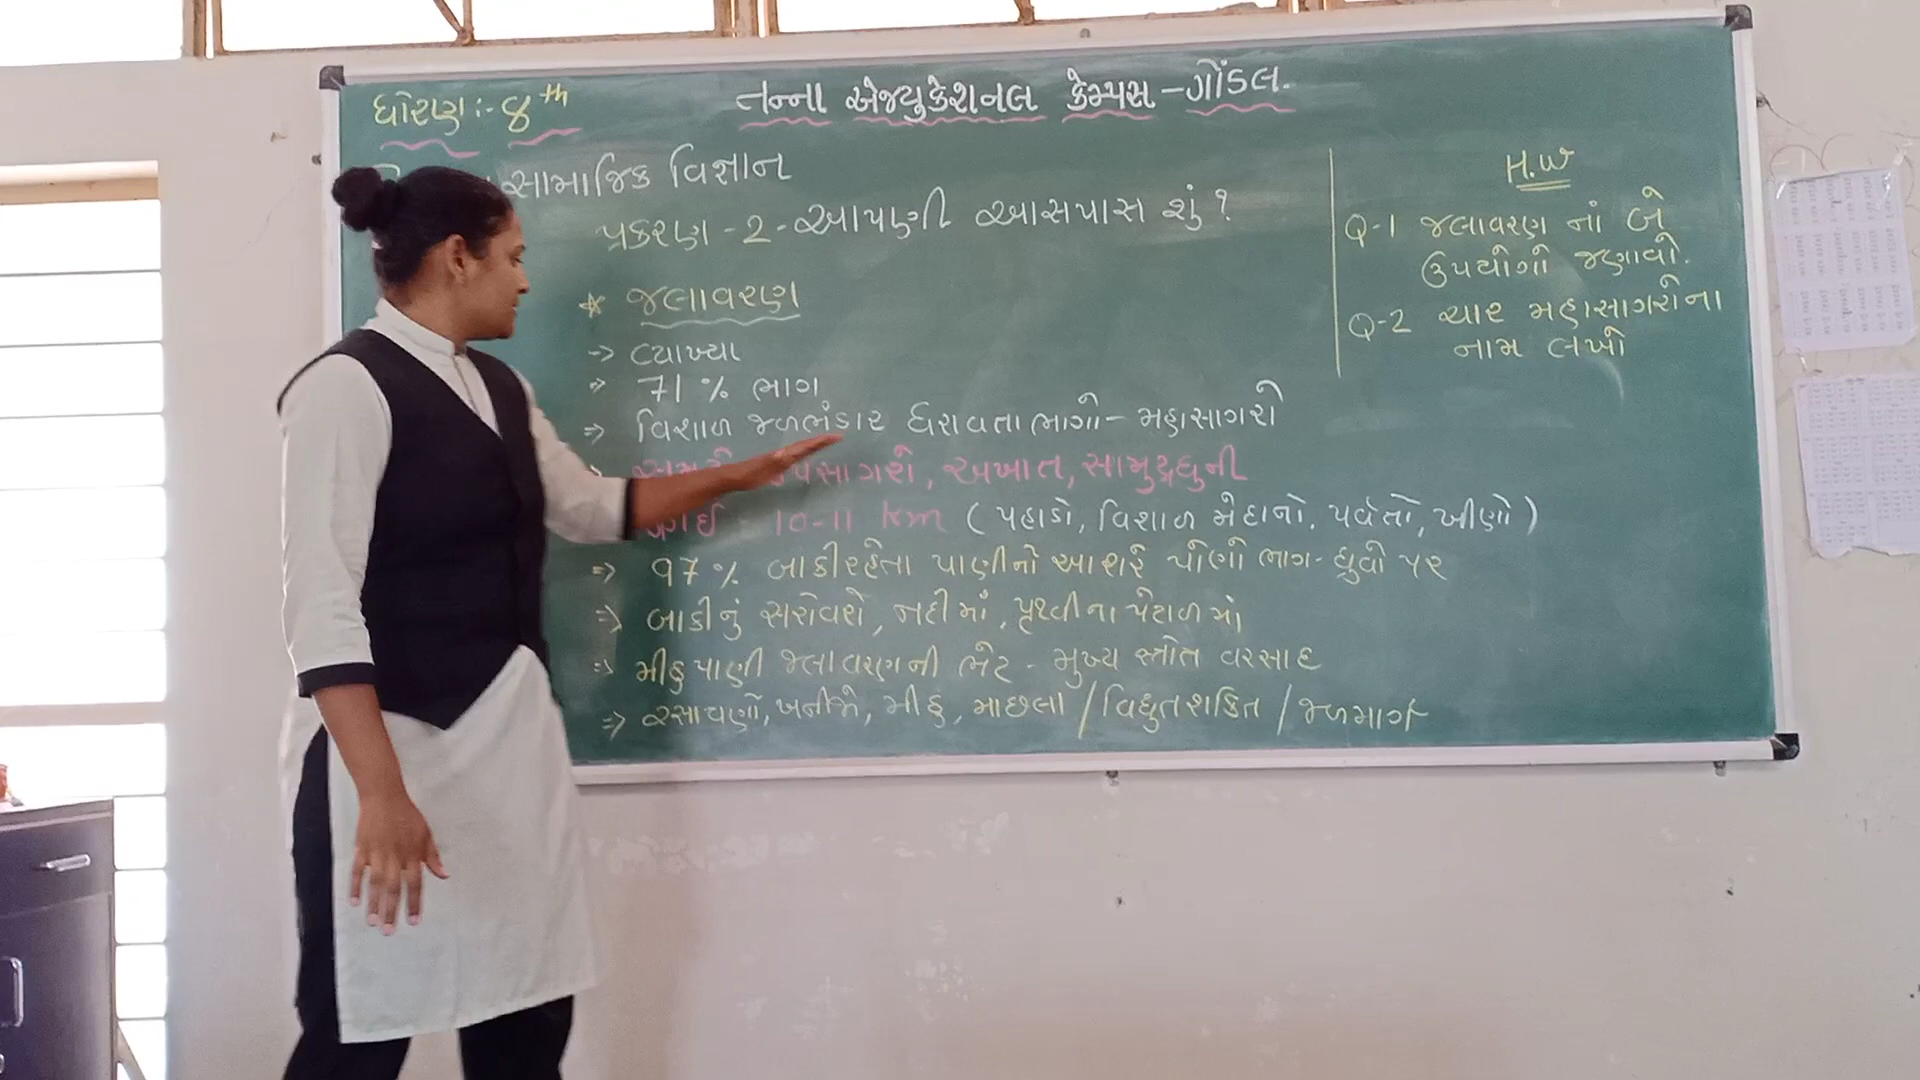 ધોરણ :- 8th
તન્ના એજ્યુકેશનલ કેમ્પસ - ગોંડલ.
સામાજિક વિજ્ઞાન
પ્રકરણ - 2 - આપણી આસપાસ શું ?
* જલાવરણ
-> વ્યાખ્યા
=> 71 % ભાગ
=> વિશાળ જળભંડાર ધરાવતા ભાગો - મહાસાગરો
અખાત, સામુદ્રધુની
10-11 km ( પહાડો, વિશાળ મેદાનો, પર્વતો, ખીણો )
=> 97 % બાકી રહેતા પાણીનો આશરે ચોથો ભાગ - ધ્રુવો પર
=> બાકીનું સરોવરો, નદીમાં, પૃથ્વીના પેટાળમાં
=> મીઠુ પાણી જલાવરણની ભેટ - મુખ્ય સ્ત્રોત વરસાદ
=> રસાયણો, ખનીજો, મીઠુ, માછલા / વિદ્યુતશક્તિ / જળમાર્ગ
H.W
Q-1 જલાવરણ નાં બે
ઉપયોગો જણાવો.
Q-2 ચાર મહાસાગરોના
નામ લખો